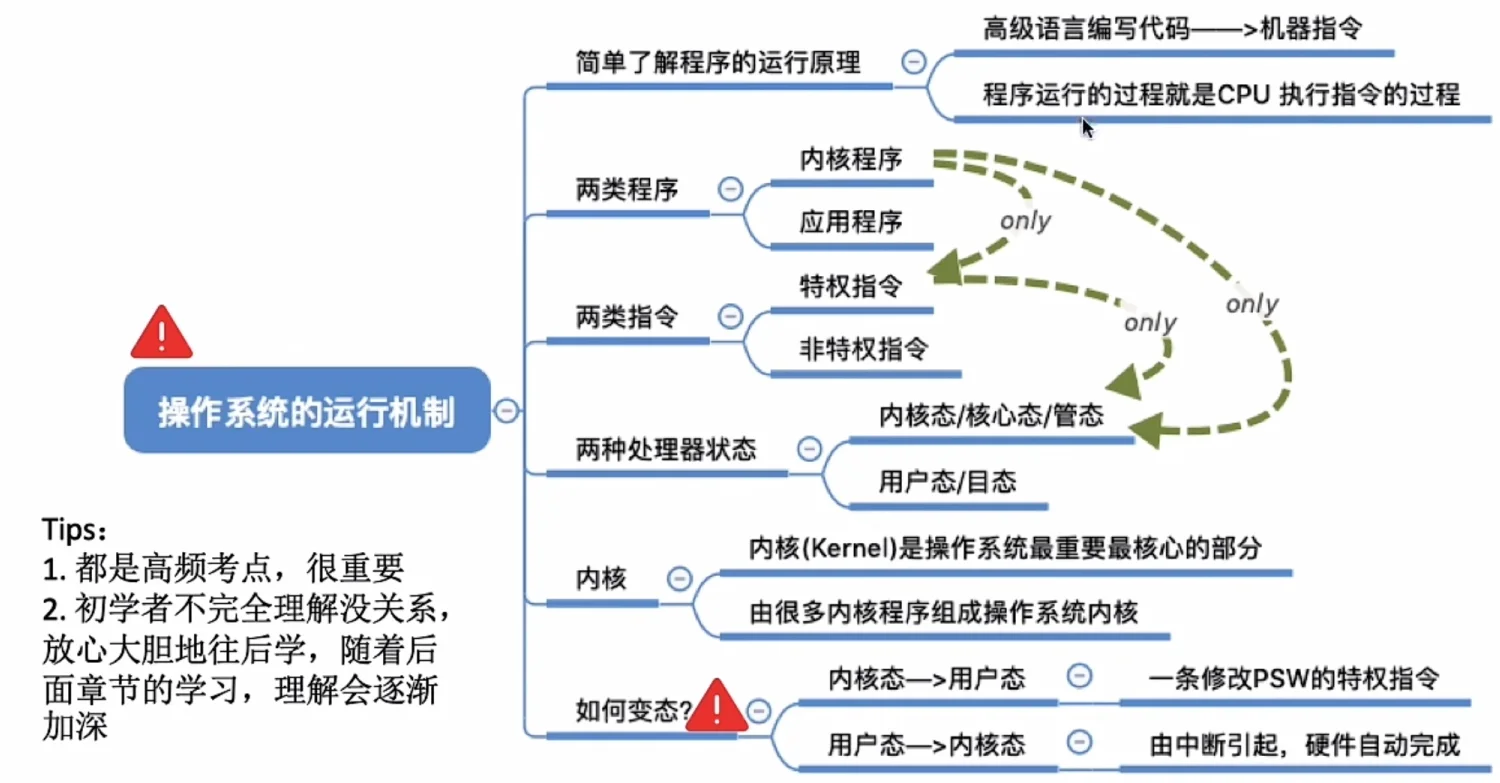 高级语言编写代码——>机器指令
简单了解程序的运行原理
程序运行的过程就是CPU 执行指令的过程
内核程序
两类程序
应用程序
only
特权指令
only
两类指令
only
非特权指令
操作系统的运行机制
内核态/核心态/管态
两种处理器状态
用户态/目态
Tips：
1. 都是高频考点，很重要
2. 初学者不完全理解没关系，
放心大胆地往后学，随着后
面章节的学习，理解会逐渐
加深
内核(Kernel)是操作系统最重要最核心的部分
内核
由很多内核程序组成操作系统内核
内核态—>用户态
一条修改PSW的特权指令
如何变态?
用户态—>内核态
由中断引起，硬件自动完成